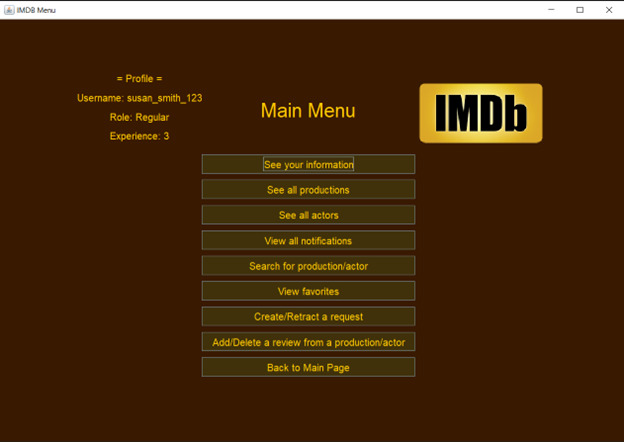 IMDB Menu
= Profile =
Username: susan_smith_123
Role: Regular
Experience: 3
Main Menu
IMDb
See your information
See all productions
See all actors
View all notifications
Search for production/actor
View favorites
Create/Retract a request
Add/Delete a review from a production/actor
Back to Main Page